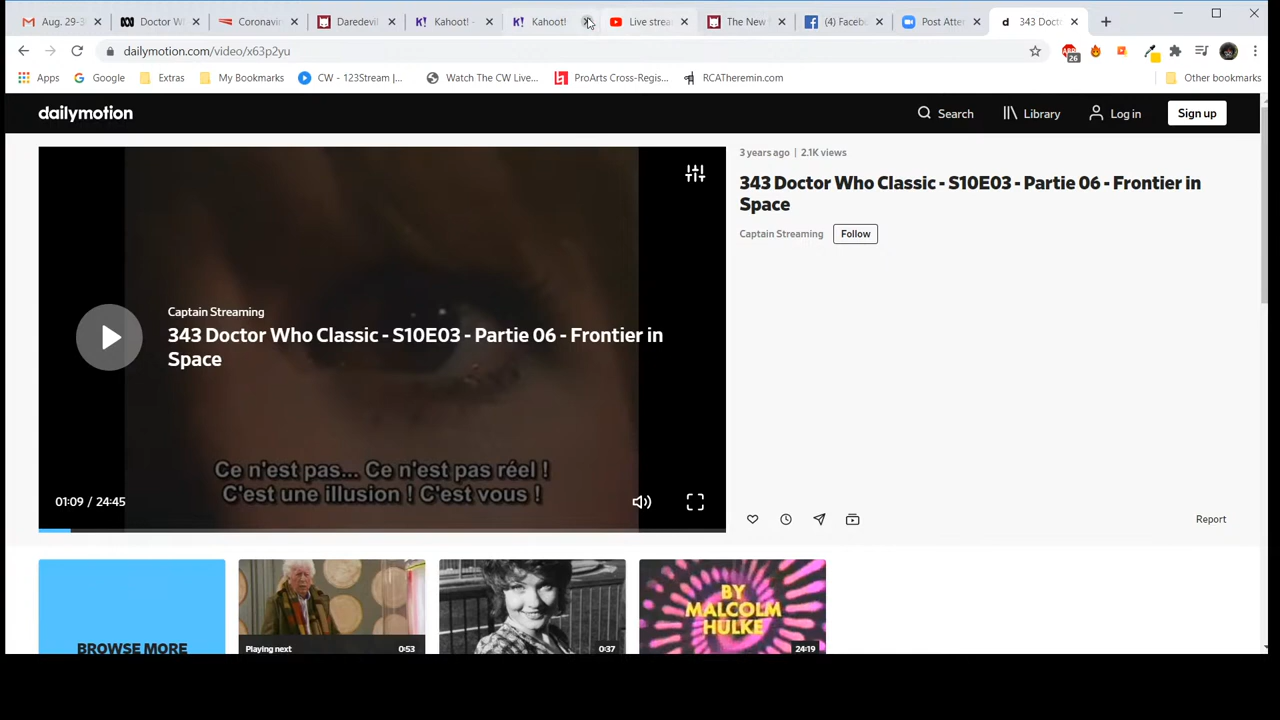 Aug. 29-3
Doctor W
Coronavir
Daredevil
Kahoot! -
Kahoot!
Live strea
The New
(4) Faceb
Post Atte
343 Doct
dailymotion.com/video/x63p2yu
26
Apps
Google
Extras
My Bookmarks
CW - 123Stream |...
Watch The CW Live...
ProArts Cross-Regis...
RCATheremin.com
Other bookmarks
dailymotion
Search
Library
Log in
Sign up
3 years ago | 2.1K views
343 Doctor Who Classic - S10E03 - Partie 06 - Frontier in
Space
Captain Streaming
Follow
Captain Streaming
343 Doctor Who Classic - S10E03 - Partie 06 - Frontier in
Space
Ce n'est pas... Ce n'est pas réel !
C'est une illusion ! C'est vous !
01:09 / 24:45
Report
BROWSE MORE
Playing next
0:53
0:37
BY
MALCOLM
HULKE
24:19